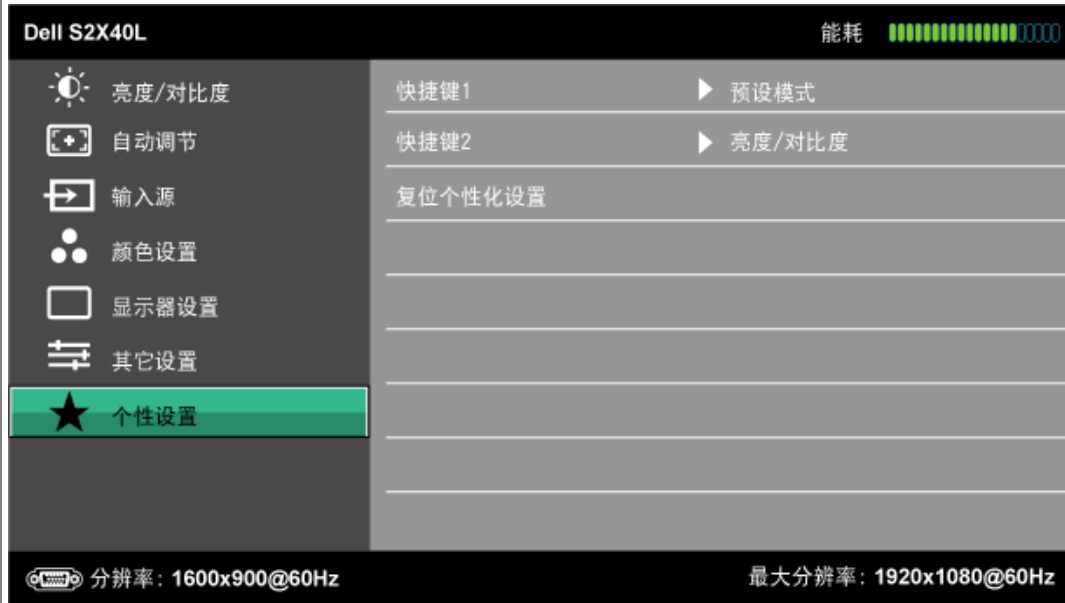 Dell S2X40L 能耗
亮度/对比度
自动调节
输入源
颜色设置
显示器设置
其它设置
个性设置
快捷键1 预设模式
快捷键2 亮度/对比度
复位个性化设置
分辨率: 1600x900@60Hz 最大分辨率: 1920x1080@60Hz